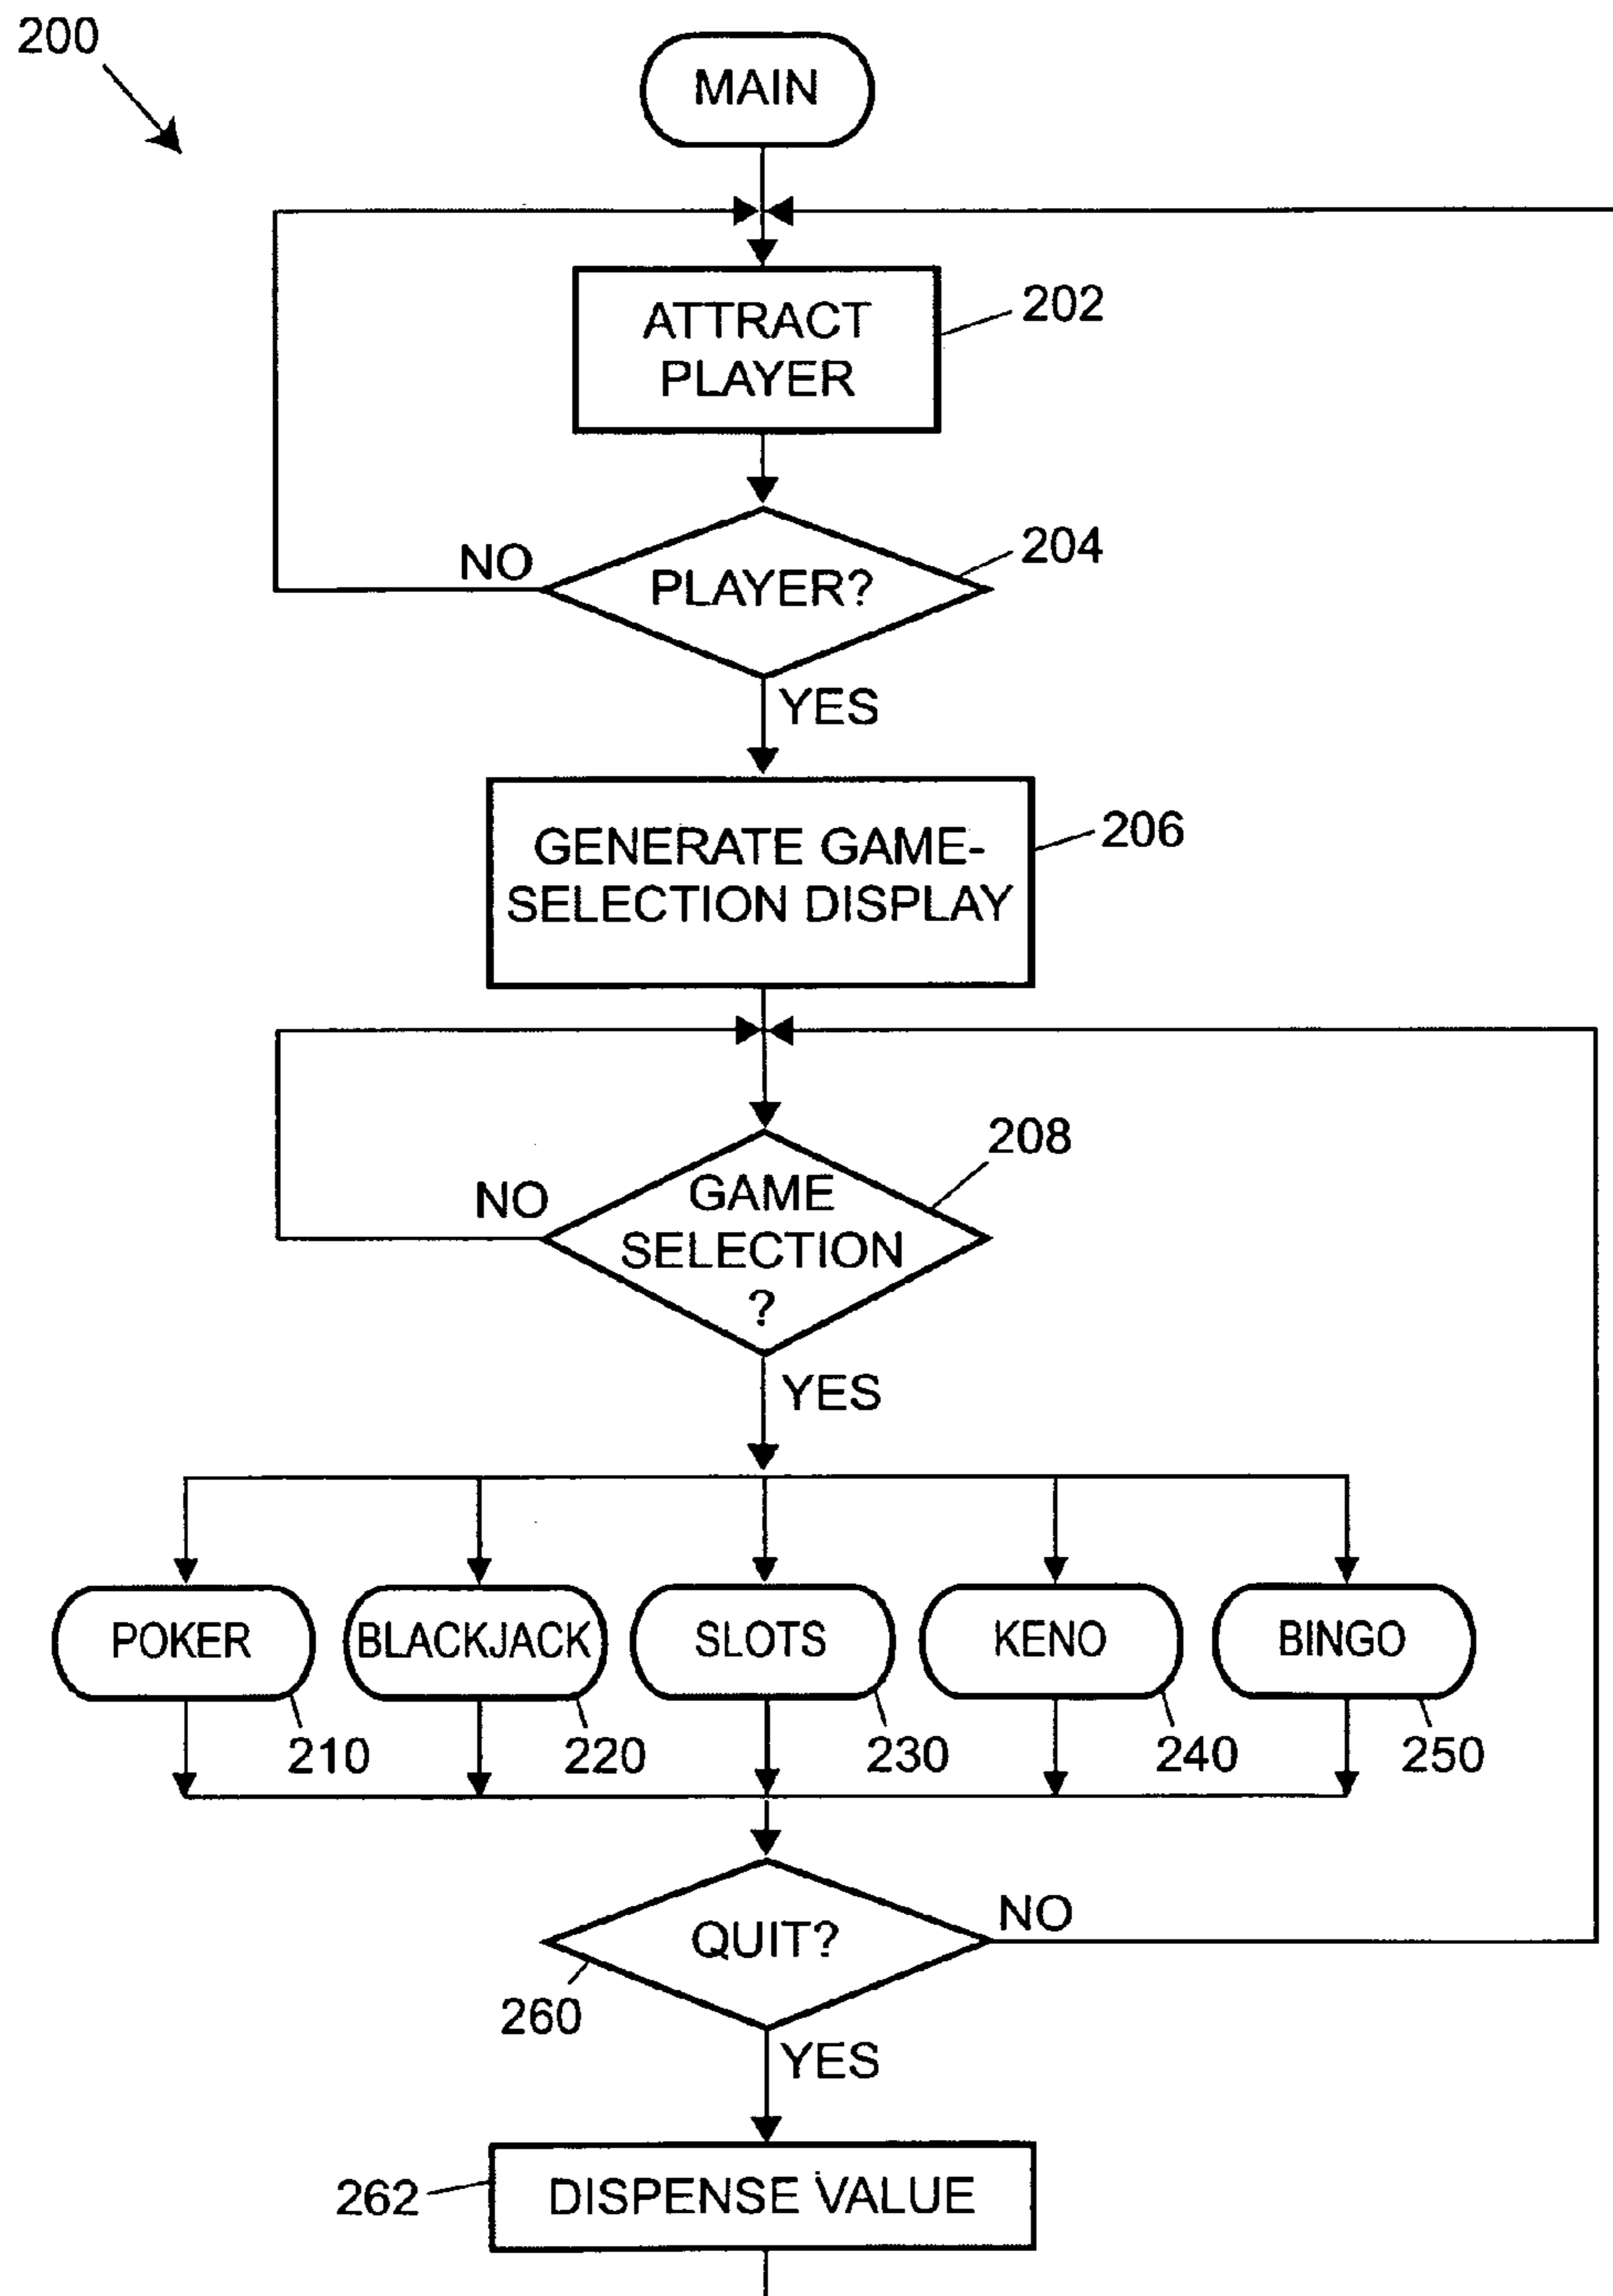 200
MAIN
ATTRACT
PLAYER
202
NO
PLAYER?
204
YES
GENERATE GAME-
SELECTION DISPLAY
206
NO
GAME
SELECTION
?
208
YES
POKER
BLACKJACK
SLOTS
KENO
BINGO
210
220
230
240
250
QUIT?
NO
260
YES
262
DISPENSE VALUE